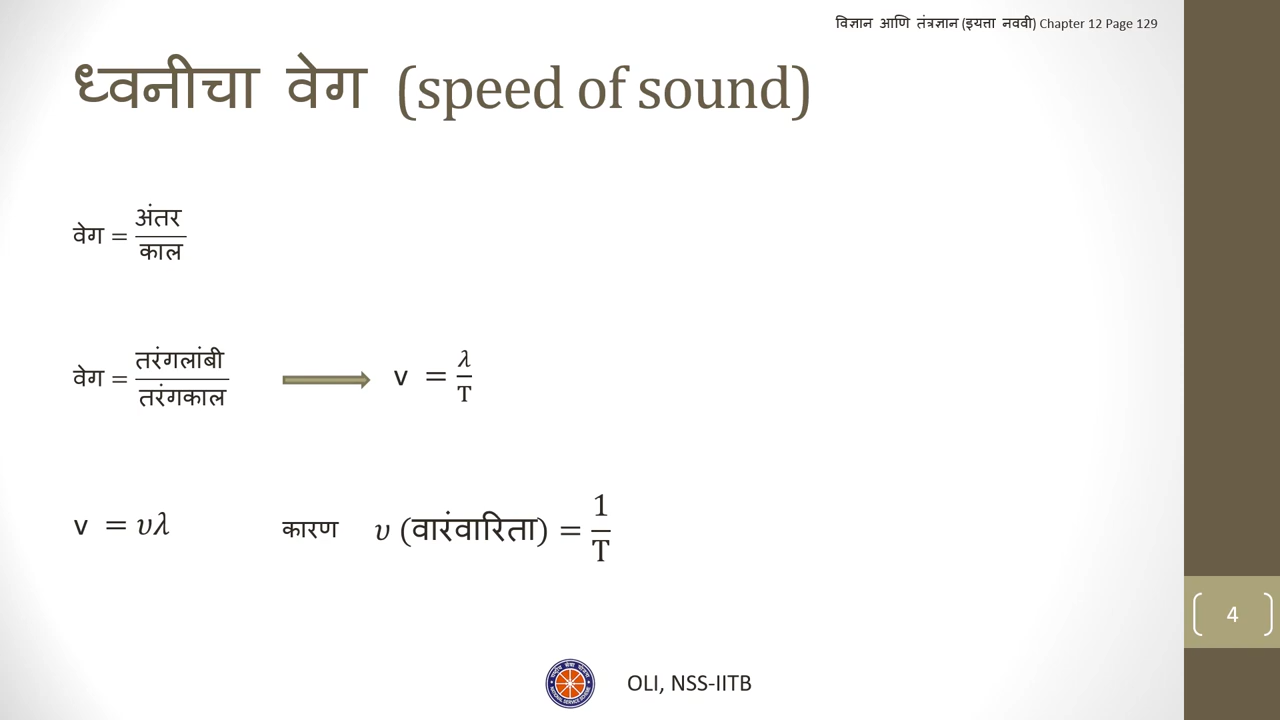 विज्ञान आणि तंत्रज्ञान (इयत्ता नववी) Chapter 12 Page 129
ध्वनीचा वेग (speed of sound)
वेग = अंतर / काल
वेग = तरंगलांबी / तरंगकाल v = λ / T
v = υλ कारण υ (वारंवारिता) = 1 / T
4
OLI, NSS-IITB